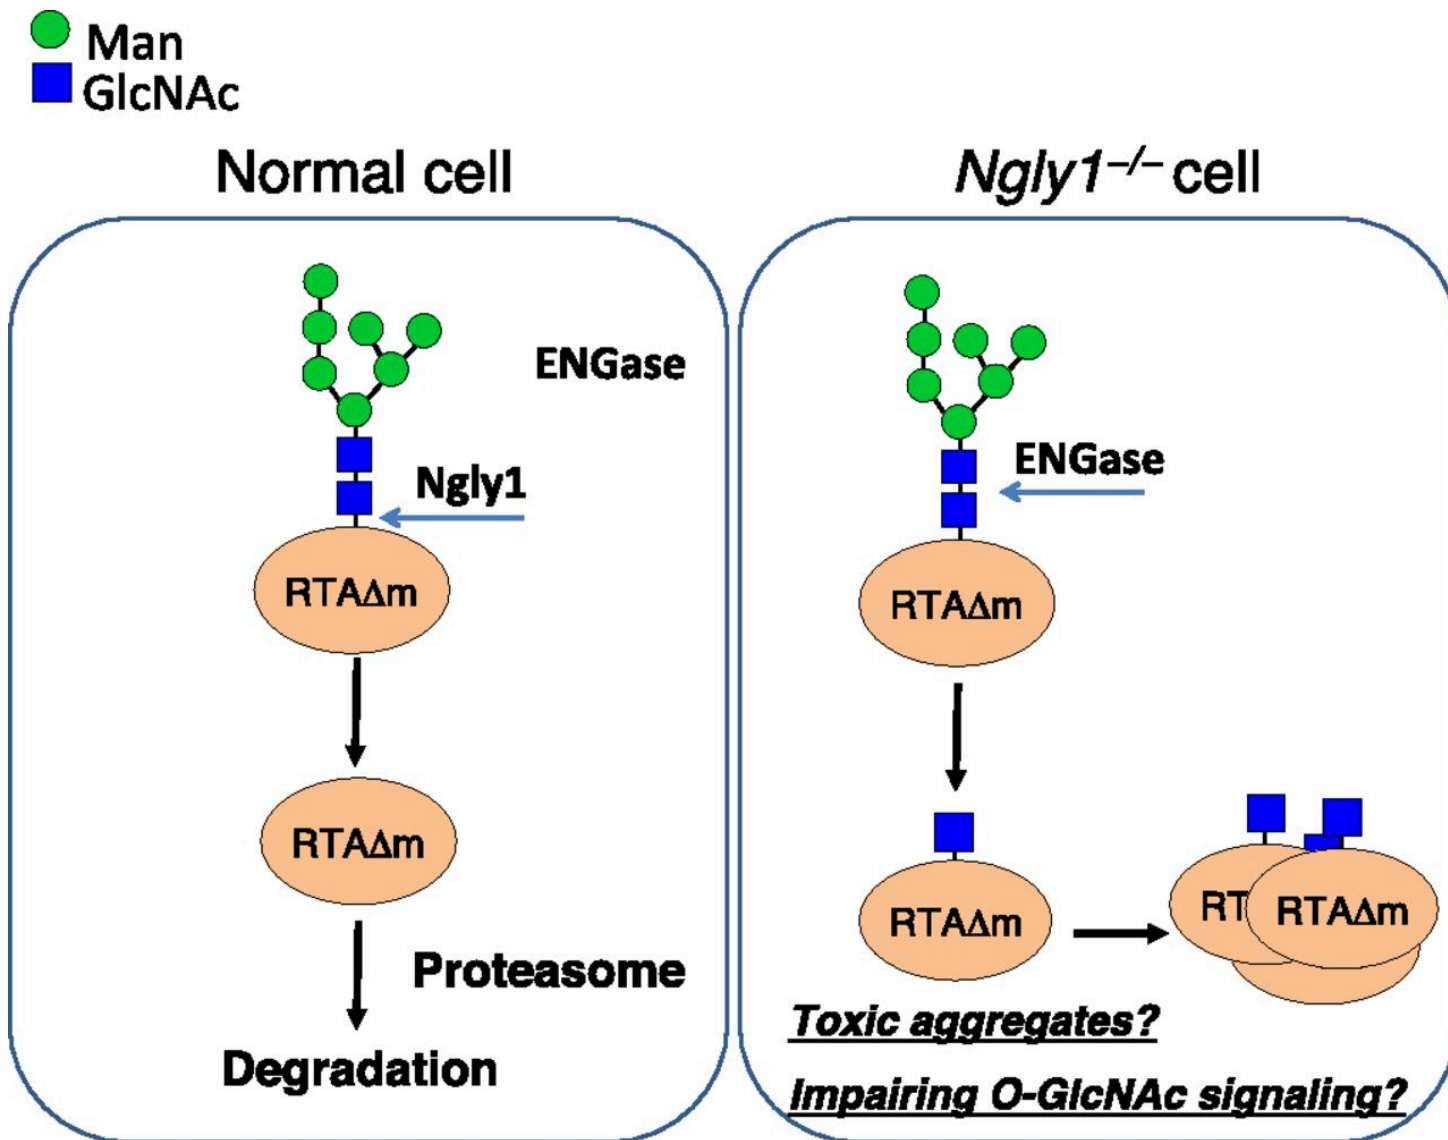 Man
GlcNAc
Normal cell
ENGase
Ngly1
RTAΔm
RTAΔm
Proteasome
Degradation
Ngly1–/– cell
ENGase
RTAΔm
RTAΔm
RT
RTAΔm
Toxic aggregates?
Impairing O-GlcNAc signaling?